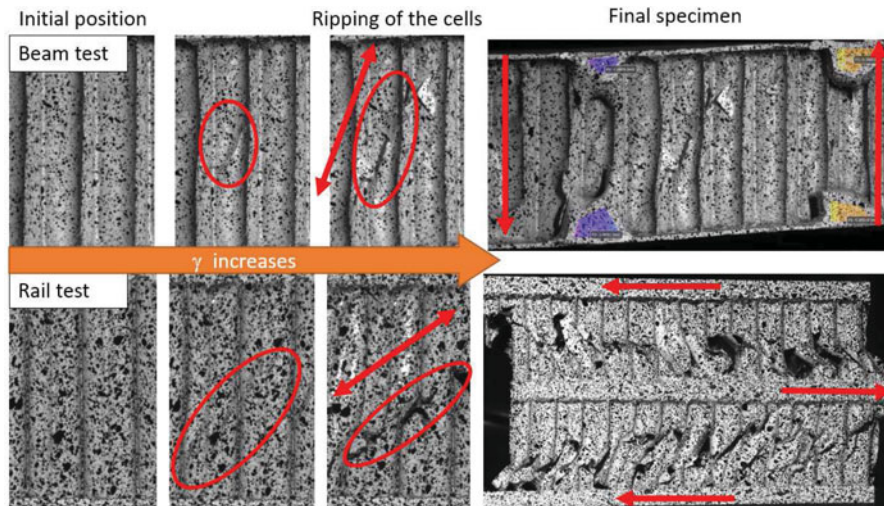 Initial position
Ripping of the cells
Final specimen
Beam test
γ increases
Rail test